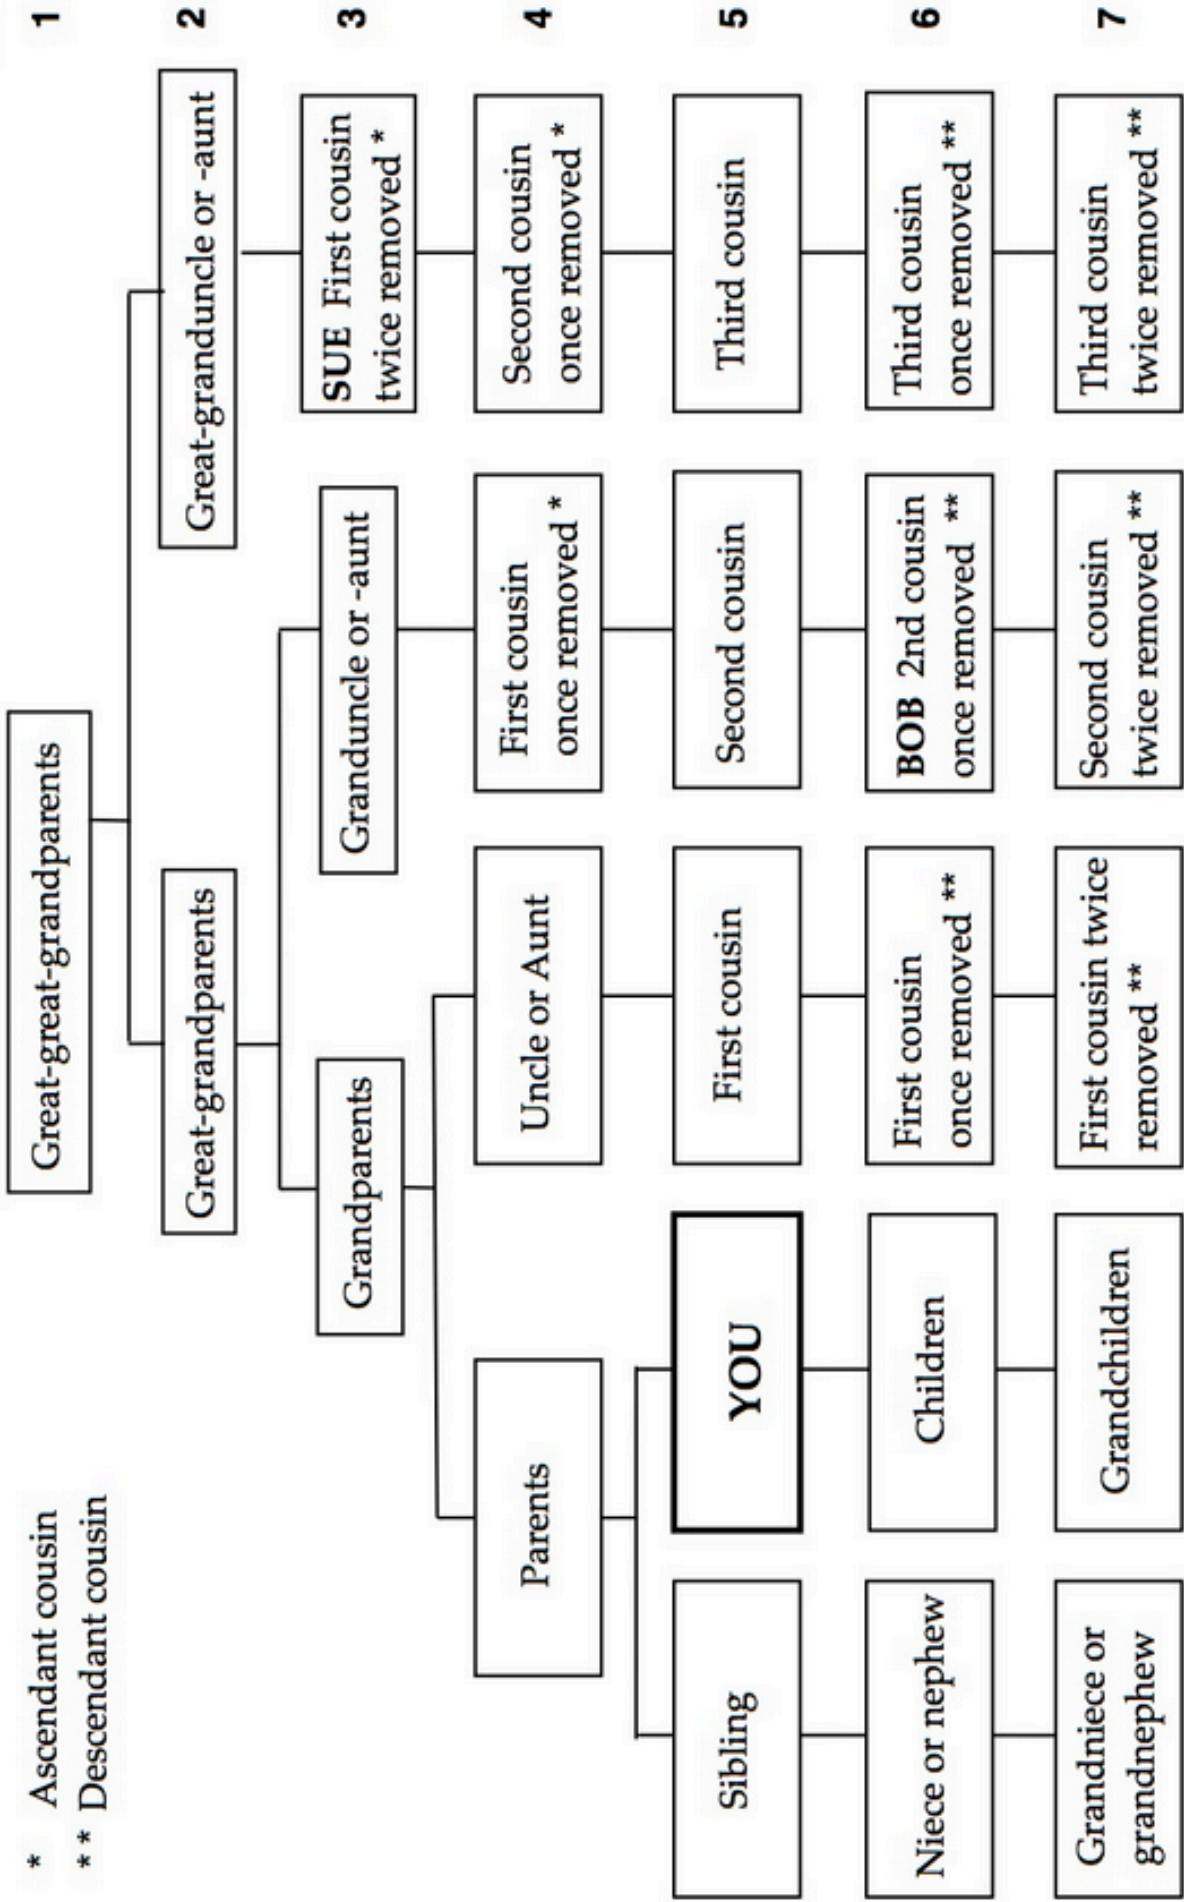 * Ascendant cousin
** Descendant cousin
Great-great-grandparents
1
Great-grandparents
Great-granduncle or -aunt
2
Grandparents
Granduncle or -aunt
SUE First cousin
twice removed *
3
Parents
Uncle or Aunt
First cousin
once removed *
Second cousin
once removed *
4
Sibling
YOU
First cousin
Second cousin
Third cousin
5
Niece or nephew
Children
First cousin
once removed **
BOB 2nd cousin
once removed **
Third cousin
once removed **
6
Grandniece or
grandnephew
Grandchildren
First cousin twice
removed **
Second cousin
twice removed **
Third cousin
twice removed **
7